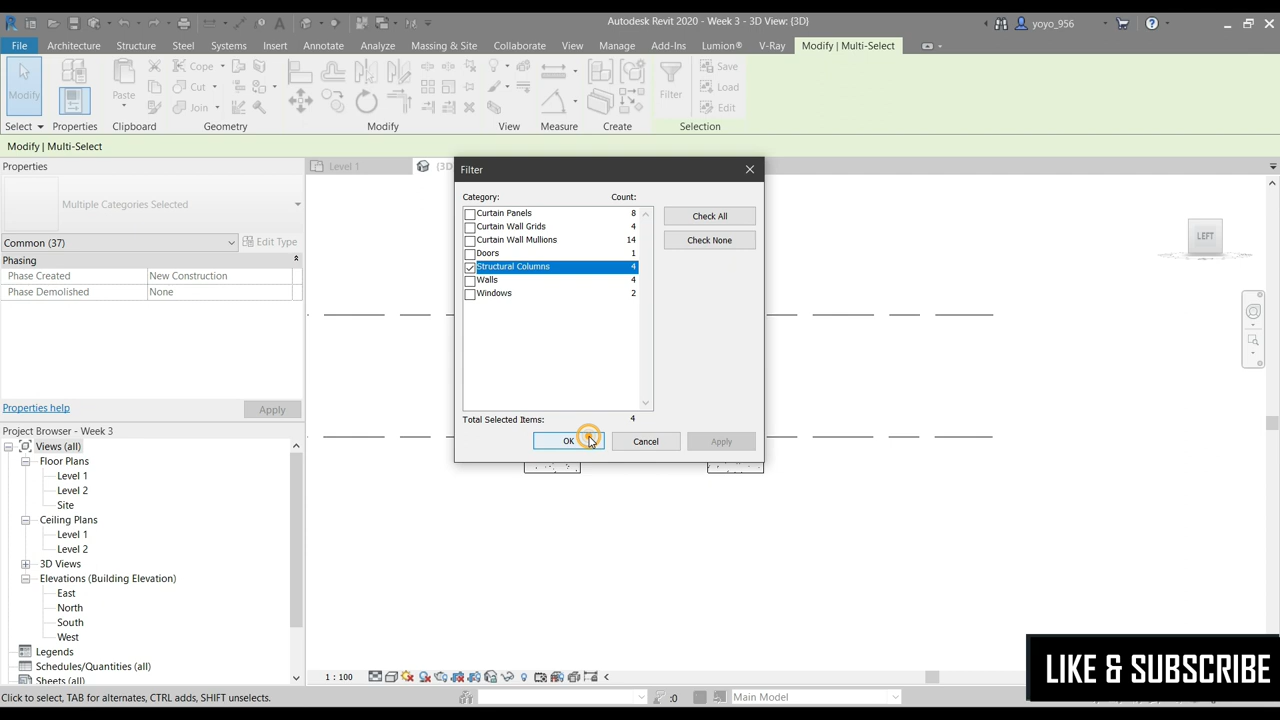 Autodesk Revit 2020 - Week 3 - 3D View: {3D}
yoyo_956
File Architecture Structure Steel Systems Insert Annotate Analyze Massing & Site Collaborate View Manage Add-Ins Lumion® V-Ray Modify | Multi-Select
Modify
Paste
Cope
Cut
Join
Filter
Save
Load
Edit
Select Properties Clipboard Geometry Modify View Measure Create Selection
Modify | Multi-Select
Properties
Level 1
{3D
Multiple Categories Selected
Common (37)
Edit Type
Phasing
Phase Created New Construction
Phase Demolished None
Properties help
Apply
LEFT
Filter
Category: Count:
Curtain Panels 8
Curtain Wall Grids 4
Curtain Wall Mullions 14
Doors 1
Structural Columns 4
Walls 4
Windows 2
Check All
Check None
Total Selected Items: 4
OK
Cancel
Apply
Project Browser - Week 3
Views (all)
Floor Plans
Level 1
Level 2
Site
Ceiling Plans
Level 1
Level 2
3D Views
Elevations (Building Elevation)
East
North
South
West
Legends
Schedules/Quantities (all)
Sheets (all)
1 : 100
Click to select, TAB for alternates, CTRL adds, SHIFT unselects.
:0
Main Model
LIKE & SUBSCRIBE